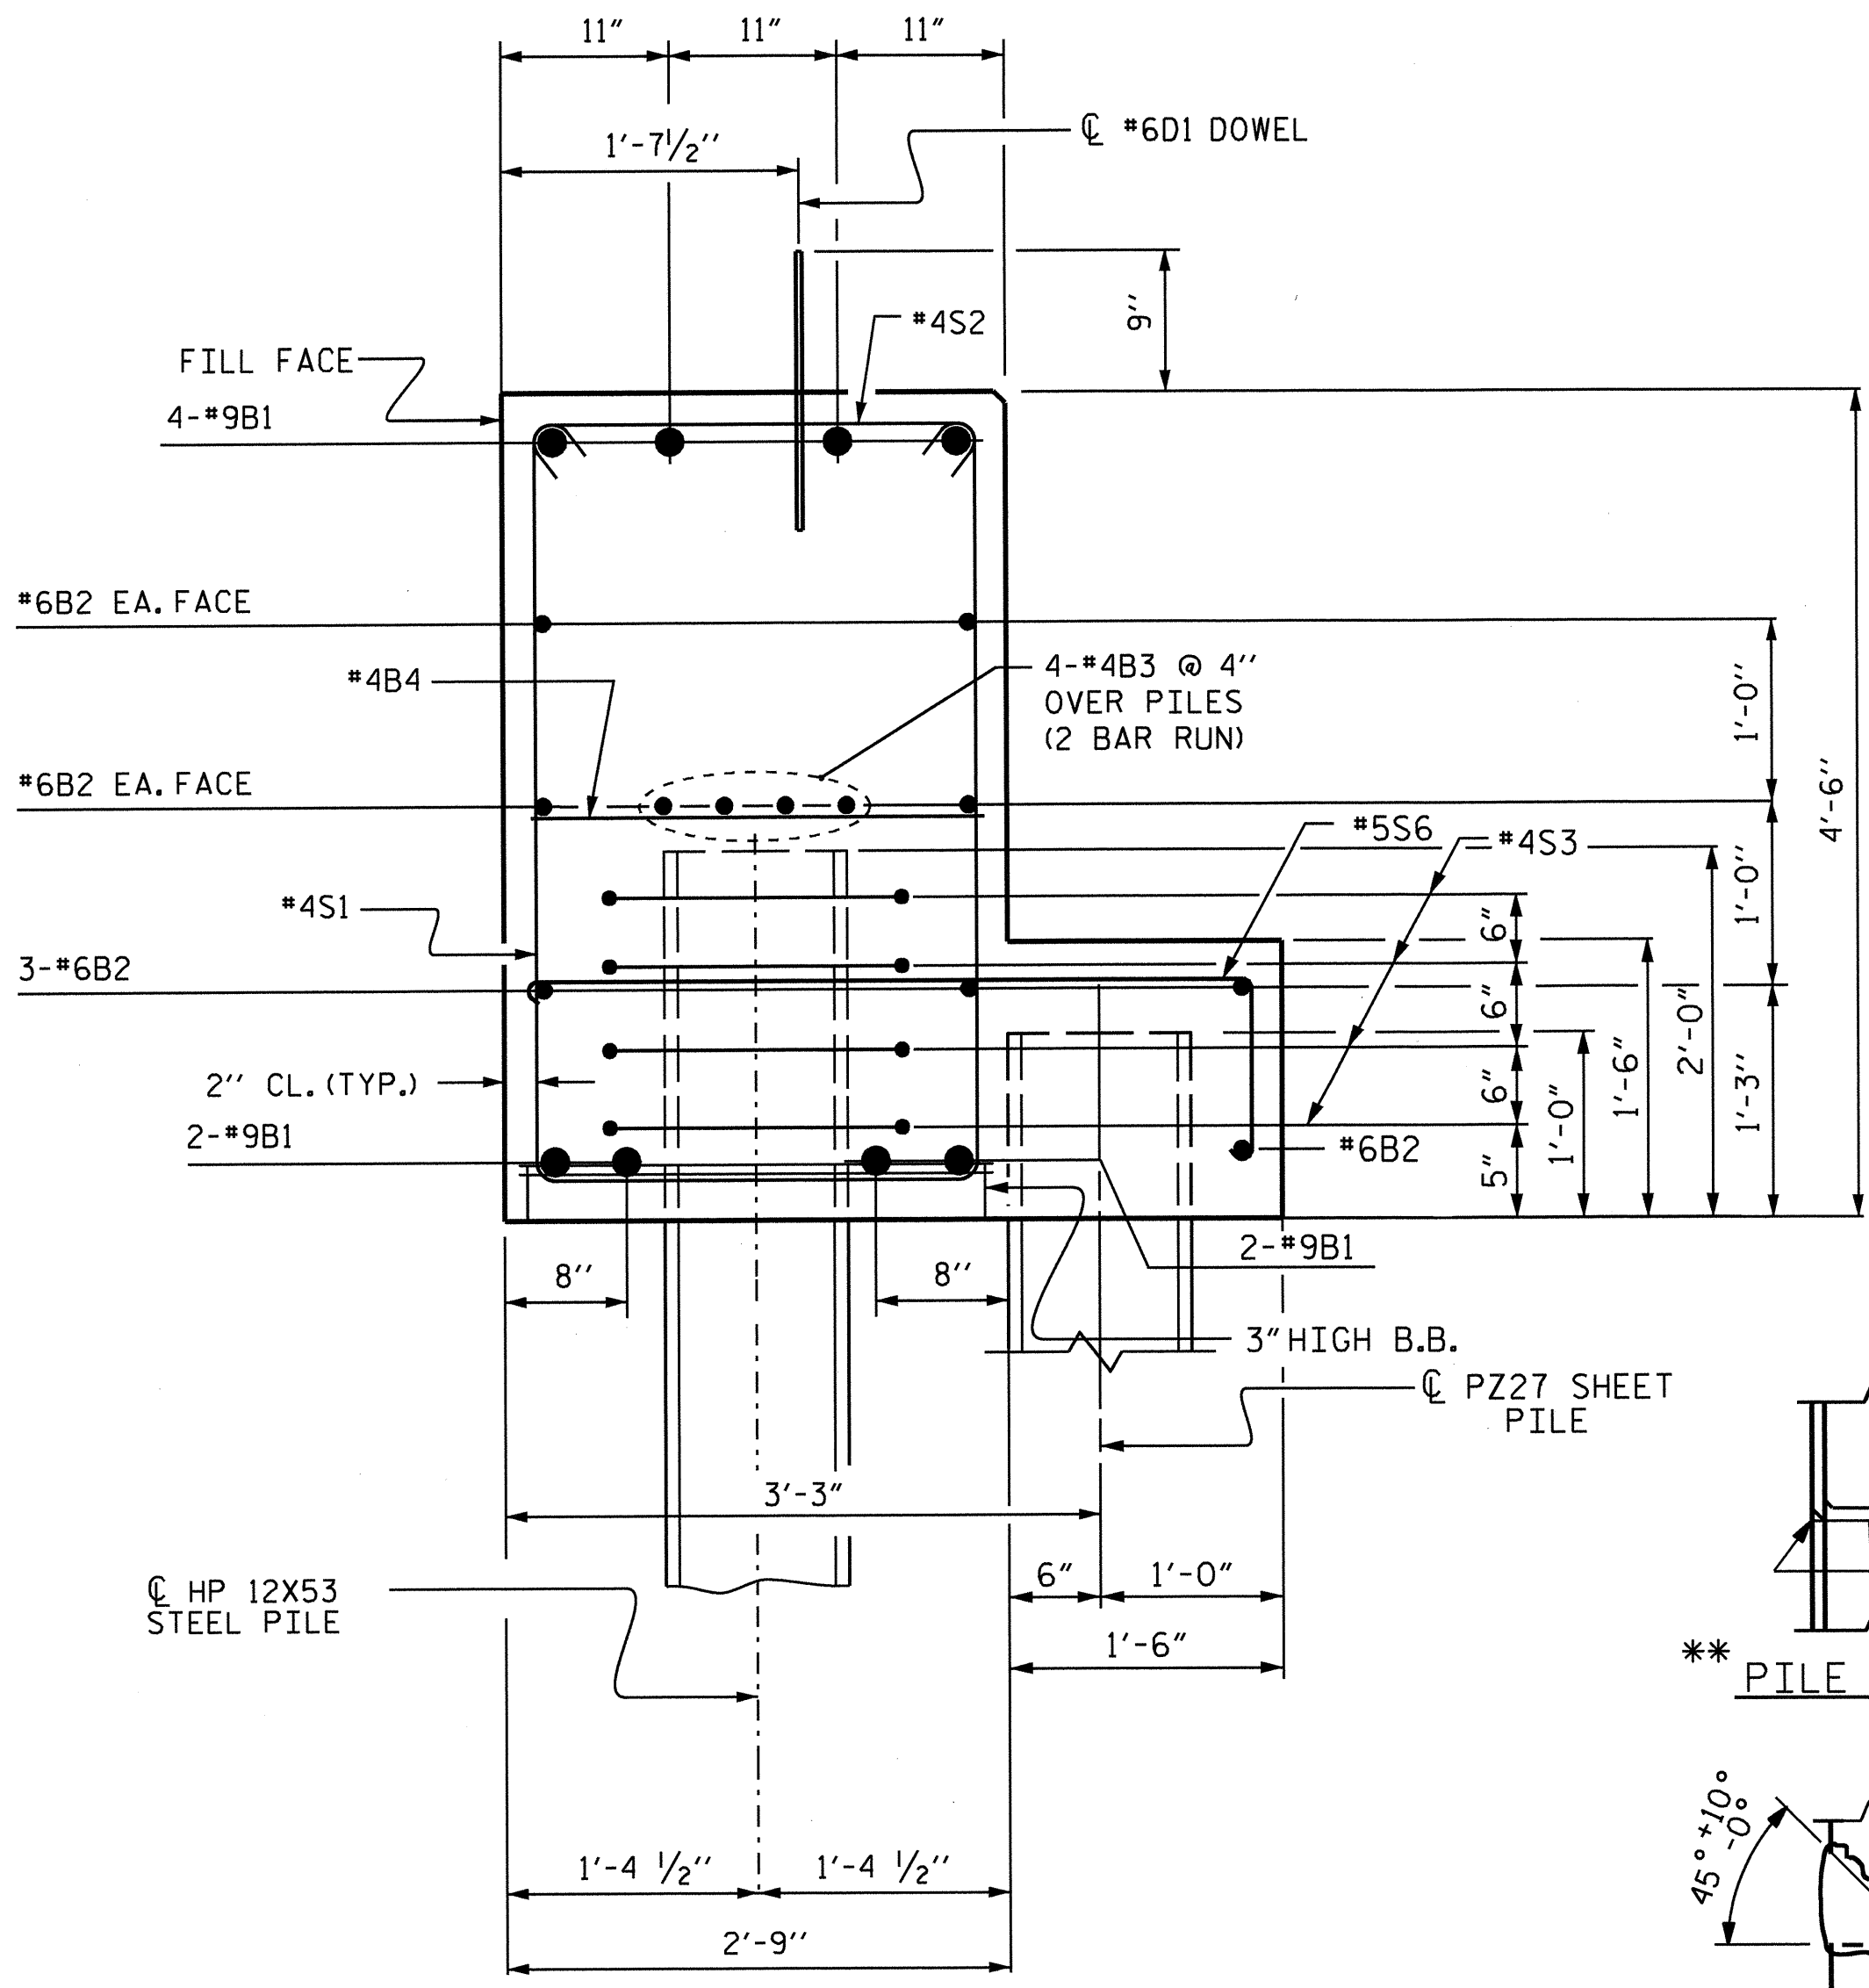 11" 11" 11"
℄ #6D1 DOWEL
1'-7½"
9"
#4S2
FILL FACE
4-#9B1
#6B2 EA. FACE
#4B4
4-#4B3 @ 4"
OVER PILES
(2 BAR RUN)
1'-0"
4'-6"
#6B2 EA. FACE
#5S6
#4S3
#4S1
6"
1'-0"
3-#6B2
6"
2'-0"
1'-6"
2" CL. (TYP.)
6"
1'-0"
1'-3"
2-#9B1
#6B2
5"
2-#9B1
8" 8"
3" HIGH B.B.
℄ PZ27 SHEET
PILE
3'-3"
6" 1'-0"
℄ HP 12X53
STEEL PILE
1'-6"
** PILE
45° +10°
-0°
1'-4 ½" 1'-4 ½"
2'-9"